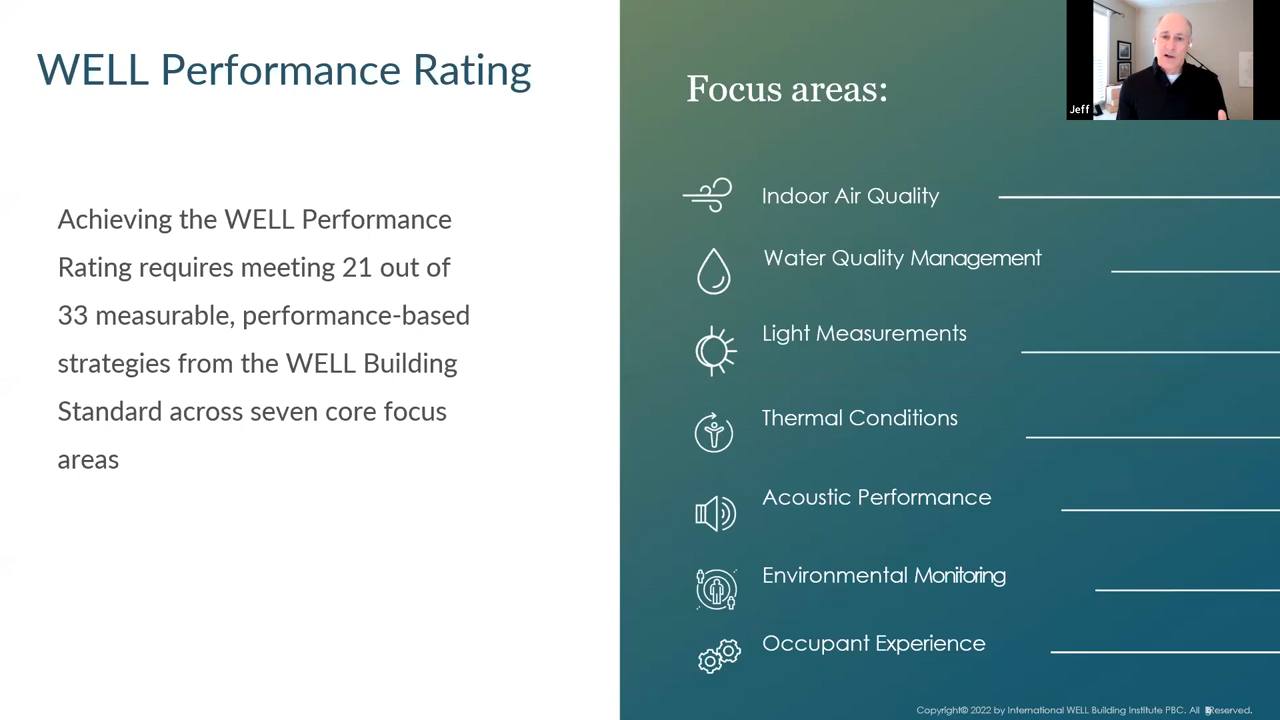 WELL Performance Rating
Achieving the WELL Performance
Rating requires meeting 21 out of
33 measurable, performance-based
strategies from the WELL Building
Standard across seven core focus
areas
Focus areas:
Indoor Air Quality
Water Quality Management
Light Measurements
Thermal Conditions
Acoustic Performance
Environmental Monitoring
Occupant Experience
Jeff
Copyright© 2022 by International WELL Building Institute PBC. All Reserved.